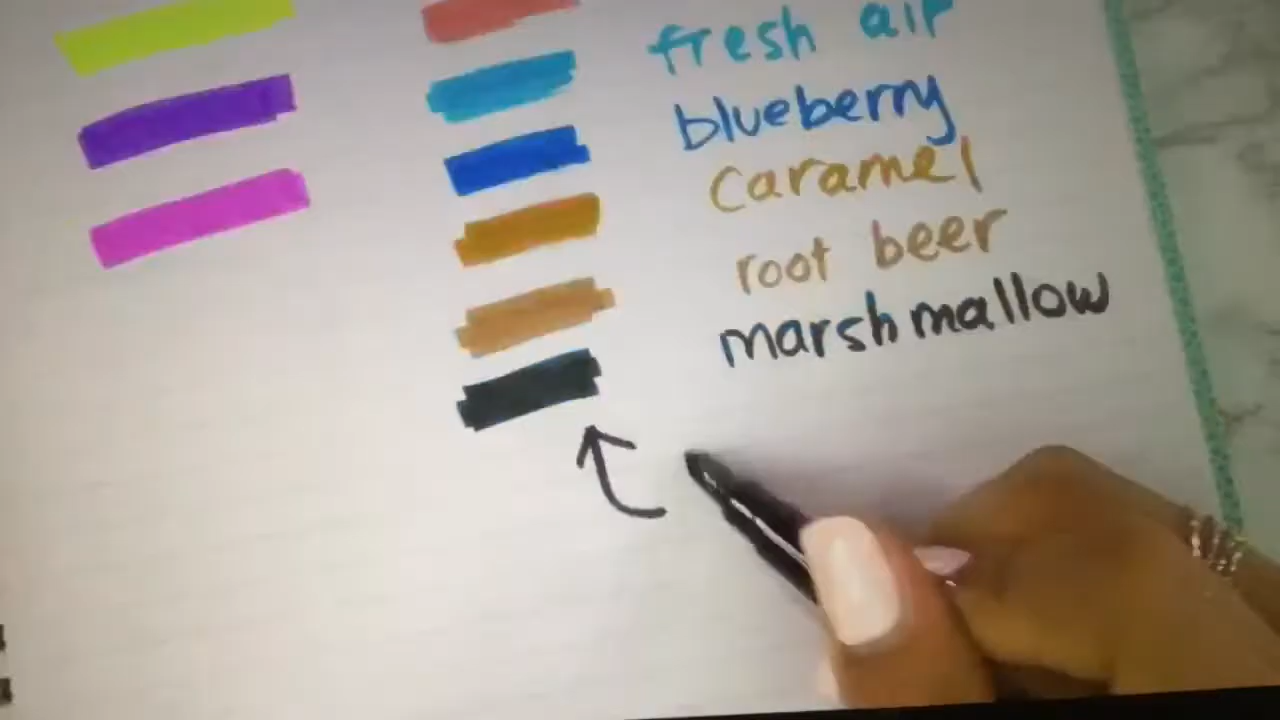 fresh air
blueberry
caramel
root beer
marshmallow